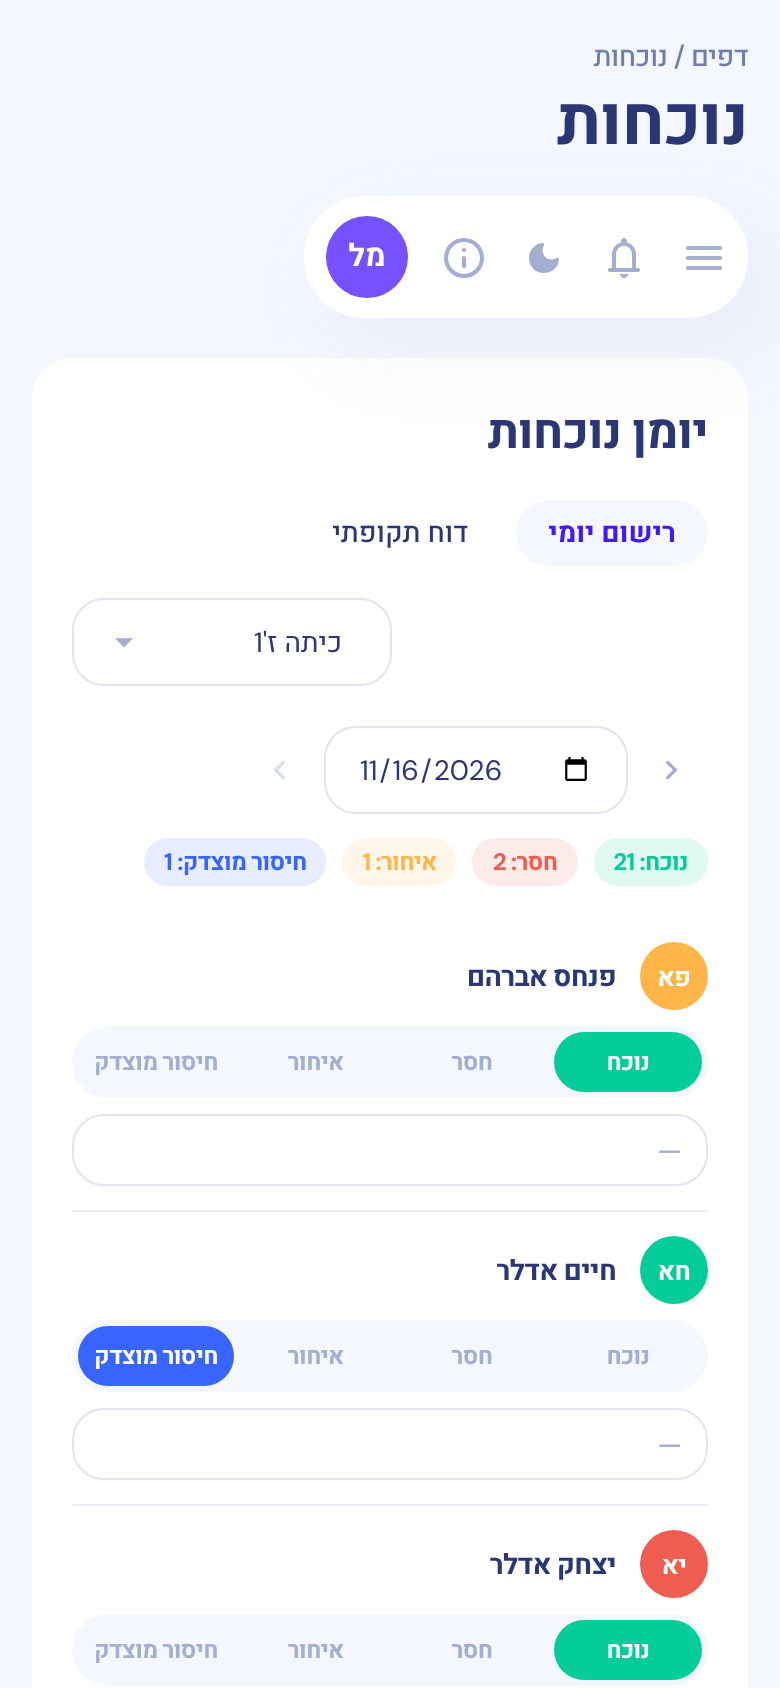 דפים / נוכחות
נוכחות
מל
יומן נוכחות
רישום יומי דוח תקופתי
כיתה ז'1
11/16/2026
נוכח: 21 חסר: 2 איחור: 1 חיסור מוצדק: 1
פא פנחס אברהם
נוכח חסר איחור חיסור מוצדק
—
חא חיים אדלר
נוכח חסר איחור חיסור מוצדק
—
יא יצחק אדלר
נוכח חסר איחור חיסור מוצדק